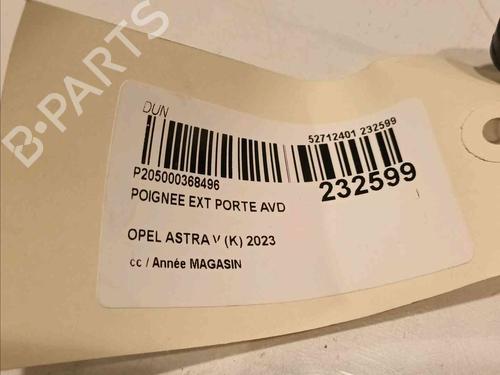 B-PARTS
DUN
52712401 232599
P205000368496
232599
POIGNEE EXT PORTE AVD
OPEL ASTRA V (K) 2023
cc / Année MAGASIN